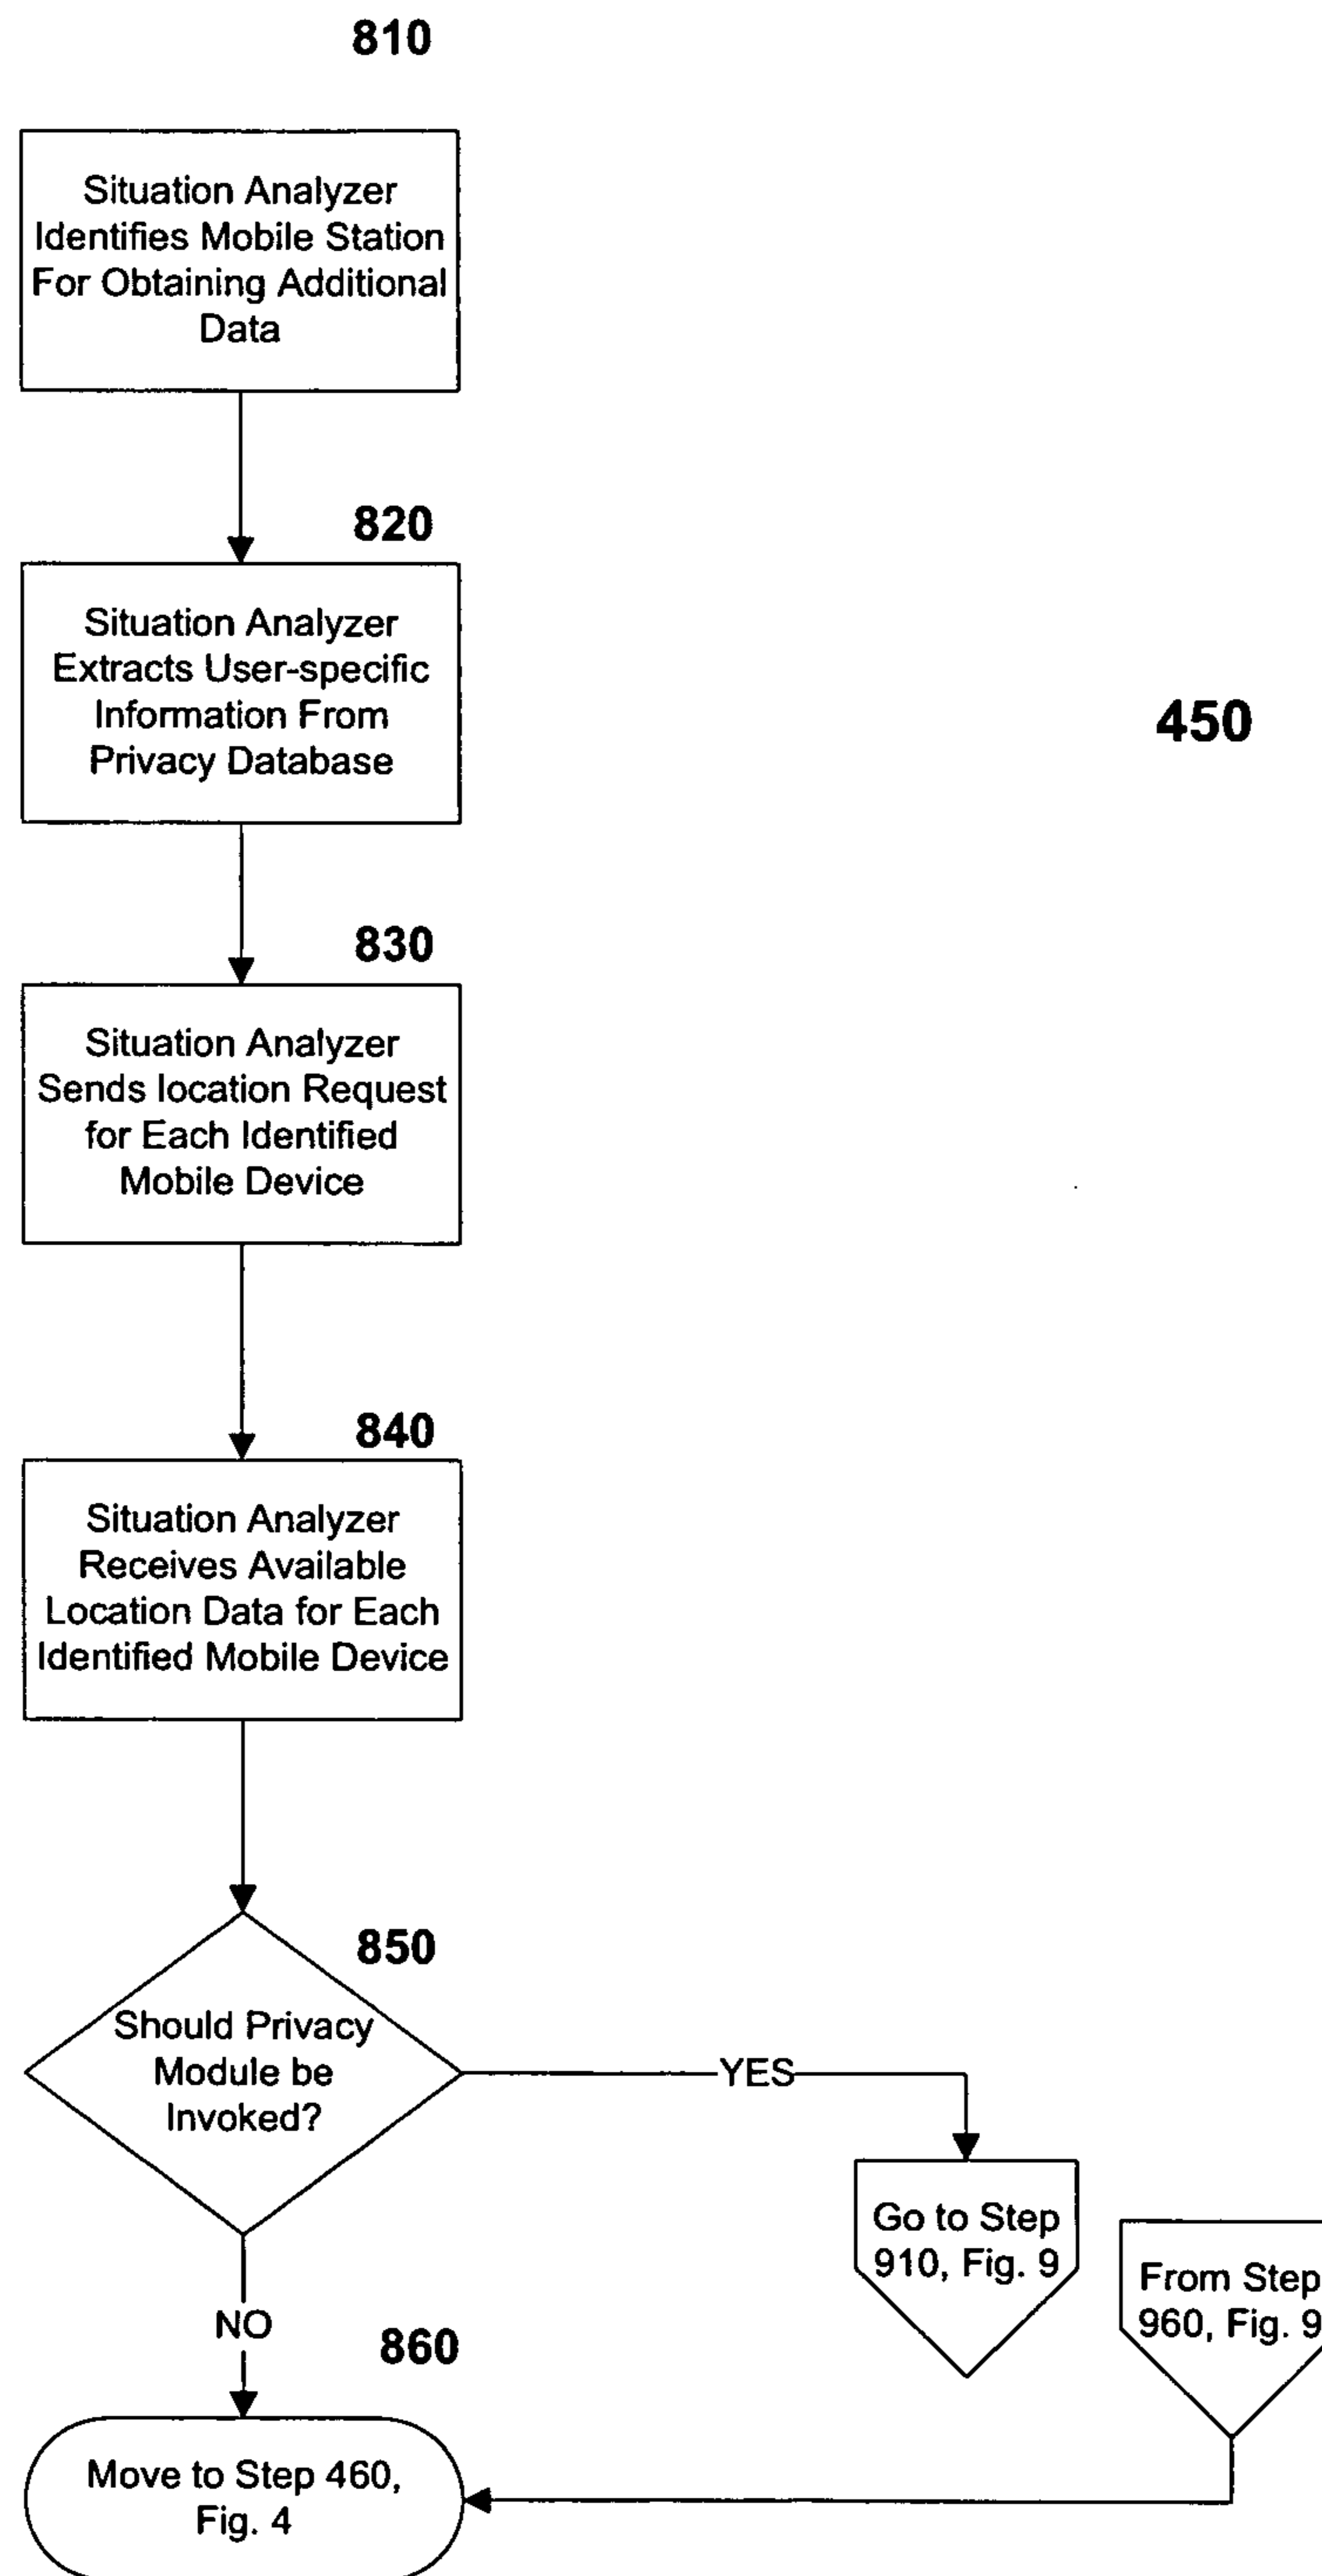 810
Situation Analyzer
Identifies Mobile Station
For Obtaining Additional
Data
820
Situation Analyzer
Extracts User-specific
Information From
Privacy Database
450
830
Situation Analyzer
Sends location Request
for Each Identified
Mobile Device
840
Situation Analyzer
Receives Available
Location Data for Each
Identified Mobile Device
850
Should Privacy
Module be
Invoked?
YES
Go to Step
910, Fig. 9
From Step
960, Fig. 9
NO
860
Move to Step 460,
Fig. 4